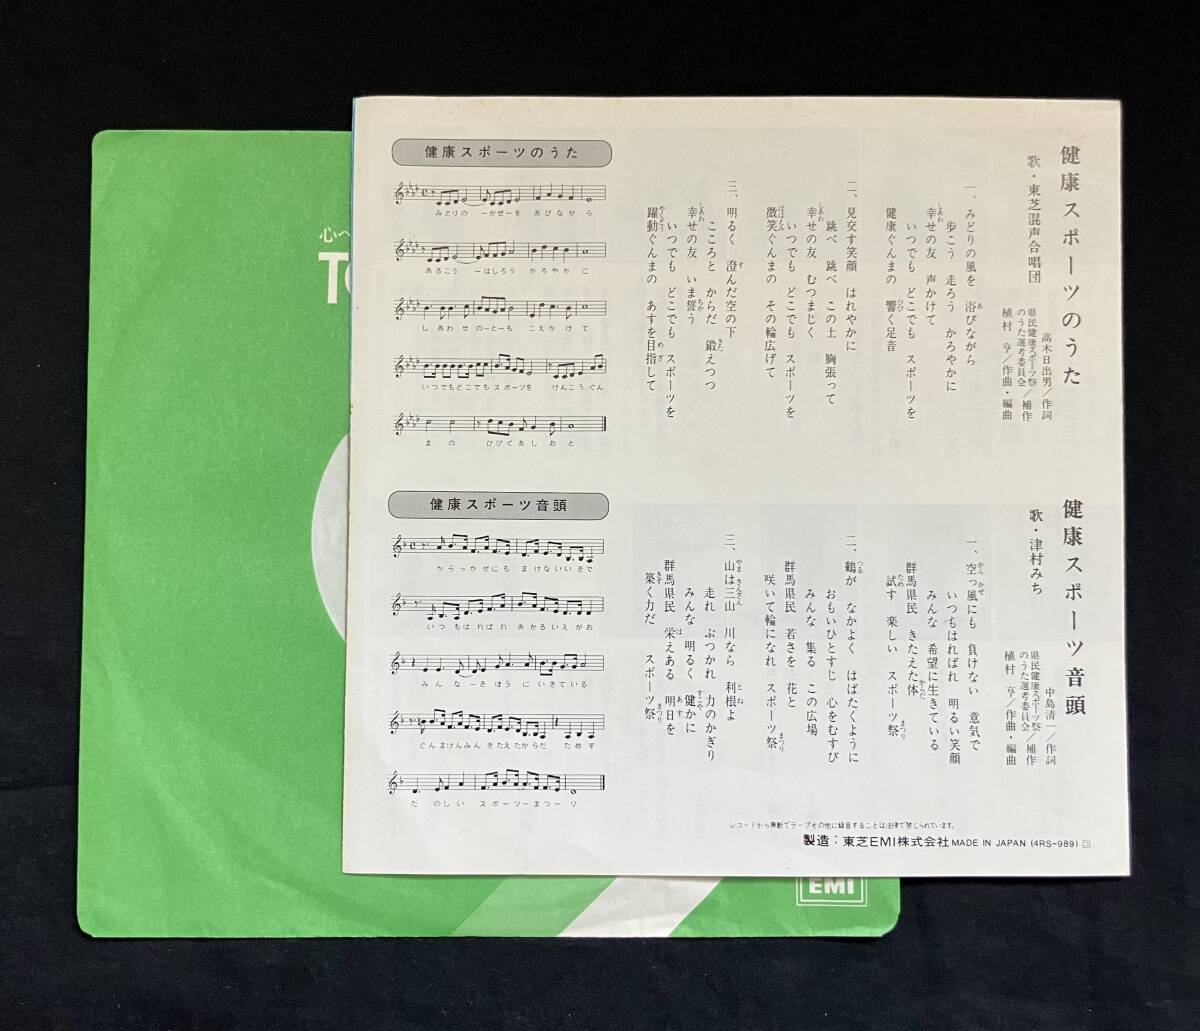 心へ
TO
健康スポーツのうた
みどりの ーかぜーを あびながら
あるこう ーはしろう かろやかに
しあわ せのーとーも こえかけ て
いつでもどこでも スポーツを けんこう ぐん
ま の ひびくあし お と
健康スポーツのうた
歌・東芝混声合唱団
高木日出男/作詞
県民健康スポーツ祭
のうた選考委員会/補作
植村 亨/作曲・編曲
一、みどりの風を 浴びながら
歩こう 走ろう かろやかに
幸せの友 声かけて
いつでも どこでも スポーツを
健康ぐんまの 響く足音
二、見交す笑顔 はれやかに
跳べ 跳べ この土 胸張って
幸せの友 むつまじく
いつでも どこでも スポーツを
微笑ぐんまの その輪広げて
三、明るく 澄んだ空の下
こころと からだ 鍛えつつ
幸せの友 いま誓う
いつでも どこでも スポーツを
躍動ぐんまの あすを目指して
健康スポーツ音頭
からっかぜにも まけないいきで
いつ もはればれ あかるいえがお
みん なーきぼう にいきている
ぐんまけんみん きたえたからだ ためす
た のしい スポーツーまつーり
健康スポーツ音頭
歌・津村みち
中島清一/作詞
県民健康スポーツ祭
のうた選考委員会/補作
植村 亨/作曲・編曲
一、空っ風にも 負けない 意気で
いつもはればれ 明るい笑顔
みんな 希望に生きている
群馬県民 きたえた体
試す 楽しい スポーツ祭
二、鶴が なかよく はばたくように
おもいひとすじ 心をむすび
みんな 集る この広場
群馬県民 若さを 花と
咲いて輪になれ スポーツ祭
三、山は三山 川なら 利根よ
走れ ぶつかれ 力のかぎり
みんな 明るく 健かに
群馬県民 栄えある 明日を
築く力だ スポーツ祭
レコードから無断でテープその他に録音することは法律で禁じられています。
製造：東芝EMI株式会社 MADE IN JAPAN (4RS-989)
EMI